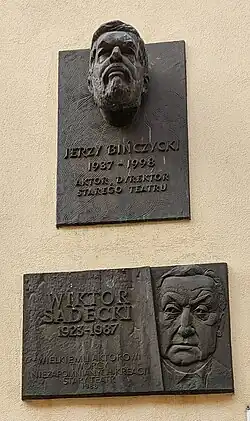 JERZY BIŃCZYCKI
1937-1998
AKTOR, DYREKTOR
STAREGO TEATRU
WIKTOR
SADECKI
1923-1987
WIELKIEMU AKTOROWI
TWÓRCY
NIEZAPOMNIANYCH KREACJI
STARY TEATR